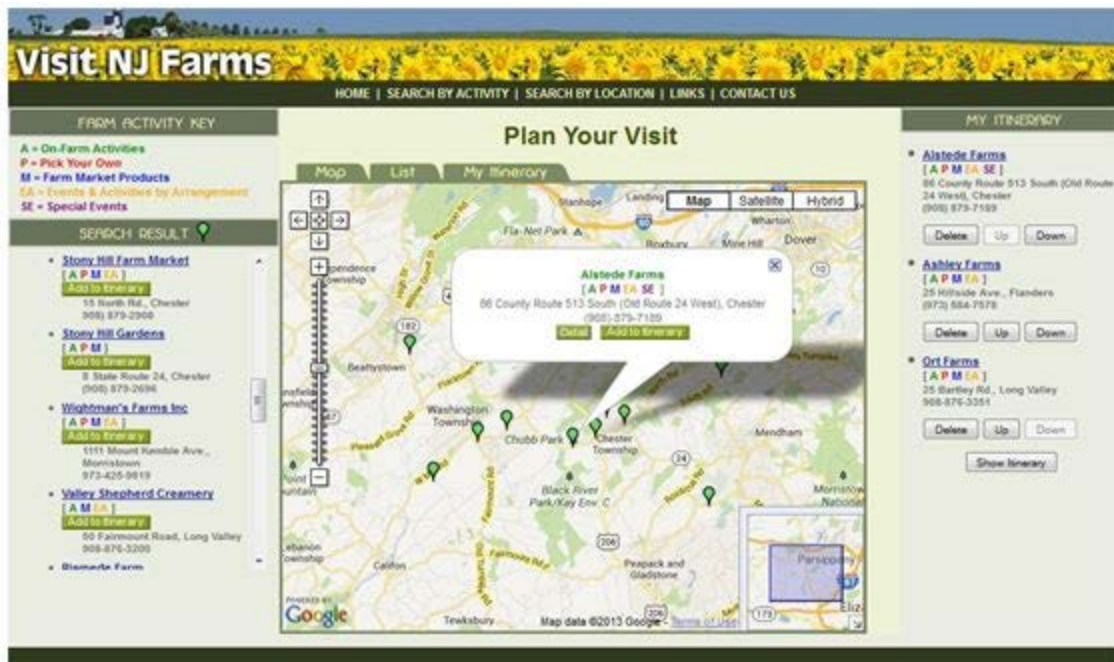 Visit NJ Farms
HOME | SEARCH BY ACTIVITY | SEARCH BY LOCATION | LINKS | CONTACT US
FARM ACTIVITY KEY
A = On-Farm Activities
P = Pick Your Own
M = Farm Market Products
EA = Events & Activities by Arrangement
SE = Special Events
SEARCH RESULT
Stony Hill Farm Market
[ A P M EA ]
Add to Itinerary
15 North Rd., Chester
908) 879-2908
Stony Hill Gardens
[ A P M ]
Add to Itinerary
8 State Route 24, Chester
(908) 879-2696
Wightman's Farms Inc
[ A P M EA ]
Add to Itinerary
1111 Mount Kemble Ave.,
Morristown
973-425-9819
Valley Shepherd Creamery
[ A M EA ]
Add to Itinerary
50 Fairmount Road, Long Valley
908-876-3200
Plan Your Visit
Map
List
My Itinerary
Map
Satellite
Hybrid
Stanhope
Landing
Wharton
Fla-Net Park
Roxbury
Mine Hill
Dover
10
Alstede Farms
[ A P M EA SE ]
86 County Route 513 South (Old Route 24 West), Chester
(908)-879-7189
Detail
Add to Itinerary
182
Beattystown
Washington
Township
Chubb Park
Chester
Township
Mendham
24
Black River
Park/Kay Env. C
Fairmount Rd
206
Califon
Peapack and
Gladstone
Parsippany
Tewksbury
206
173
POWERED BY
Google
Map data ©2013 Google - Terms of Use
MY ITINERARY
Alstede Farms
[ A P M EA SE ]
86 County Route 513 South (Old Route
24 West), Chester
(908) 879-7189
Delete
Up
Down
Ashley Farms
[ A P M EA ]
25 Hillside Ave., Flanders
(973) 584-7578
Delete
Up
Down
Ort Farms
[ A P M EA ]
25 Bartley Rd., Long Valley
908-876-3351
Delete
Up
Down
Show Itinerary